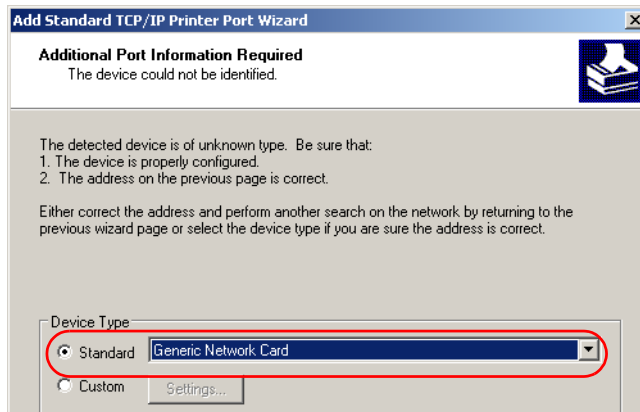 Add Standard TCP/IP Printer Port Wizard
Additional Port Information Required
The device could not be identified.
The detected device is of unknown type.  Be sure that:
1. The device is properly configured.
2.  The address on the previous page is correct.
Either correct the address and perform another search on the network by returning to the
previous wizard page or select the device type if you are sure the address is correct.
Device Type
Standard Generic Network Card
Custom Settings...